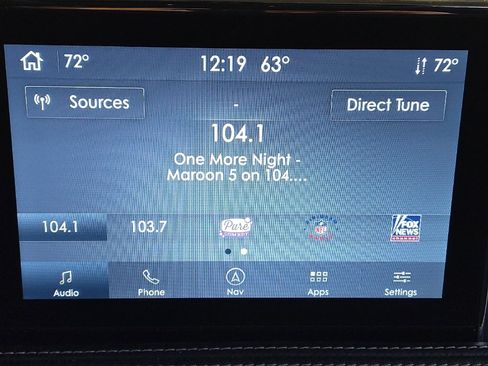 72°
12:19 63°
72°
Sources
-
Direct Tune
104.1
One More Night -
Maroon 5 on 104....
104.1
103.7
Pure
FOX
NEWS
Audio
Phone
Nav
Apps
Settings